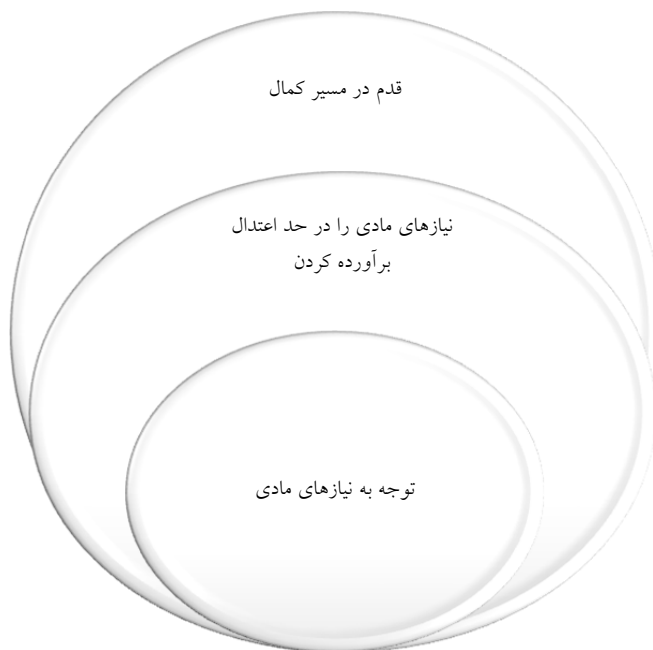 قدم در مسیر کمال
نیازهای مادی را در حد اعتدال
برآورده کردن
توجه به نیازهای مادی